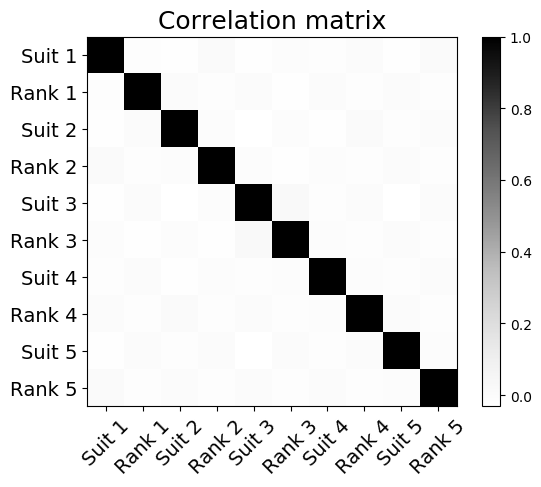 Correlation matrix
Suit 1
Rank 1
Suit 2
Rank 2
Suit 3
Rank 3
Suit 4
Rank 4
Suit 5
Rank 5
Suit 1 Rank 1 Suit 2 Rank 2 Suit 3 Rank 3 Suit 4 Rank 4 Suit 5 Rank 5
1.0
0.8
0.6
0.4
0.2
0.0